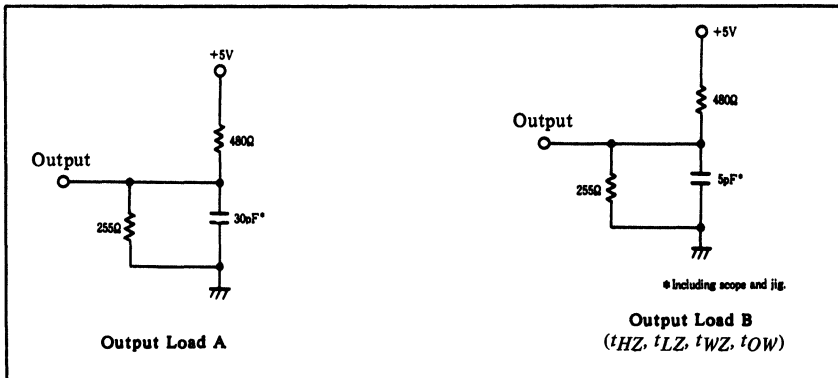 +5V
480Ω
Output
255Ω
30pF*
Output Load A
+5V
480Ω
Output
255Ω
5pF*
*Including scope and jig.
Output Load B
(tHZ, tLZ, tWZ, tOW)